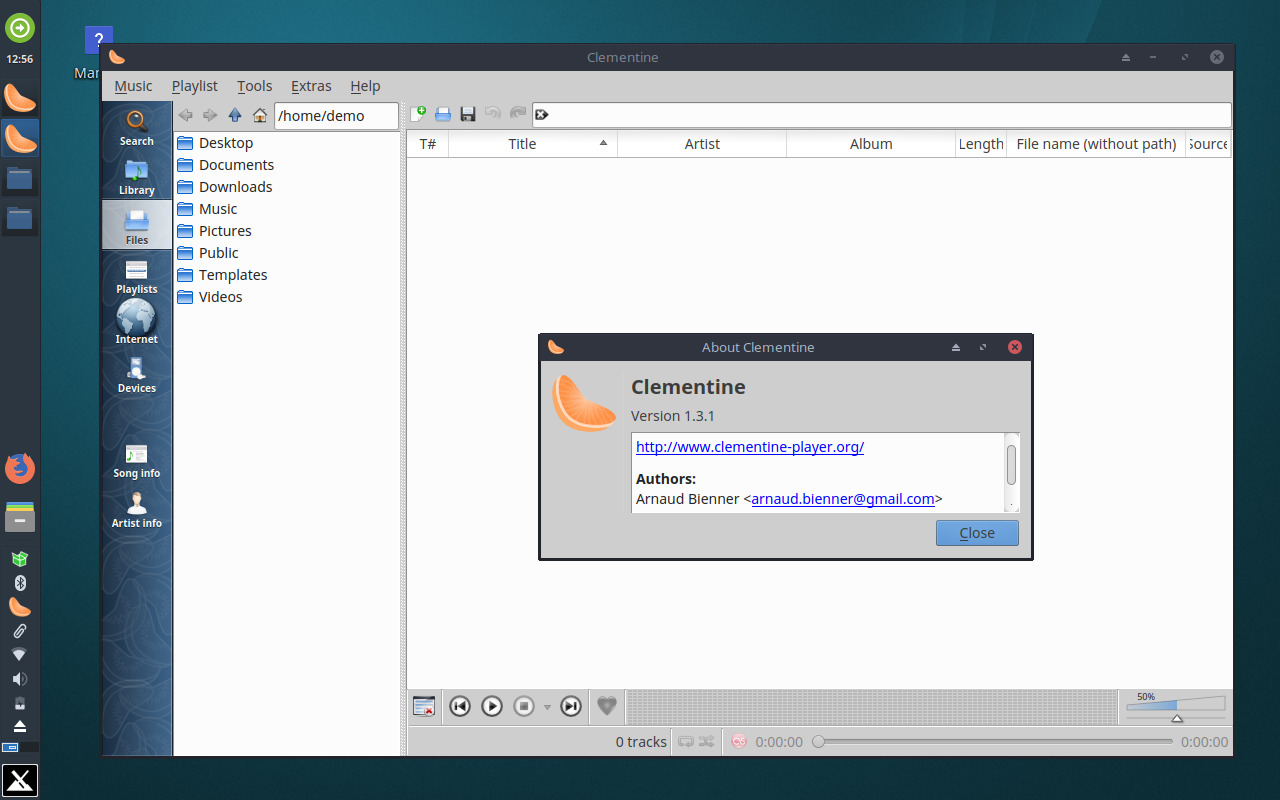 ?
12:56
Mar
Clementine
Music Playlist Tools Extras Help
/home/demo
Search
Library
Files
Playlists
Internet
Devices
Song info
Artist info
Desktop
Documents
Downloads
Music
Pictures
Public
Templates
Videos
T# Title Artist Album Length File name (without path) Source
About Clementine
Clementine
Version 1.3.1
http://www.clementine-player.org/
Authors:
Arnaud Bienner <arnaud.bienner@gmail.com>
Close
50%
0 tracks
0:00:00
0:00:00